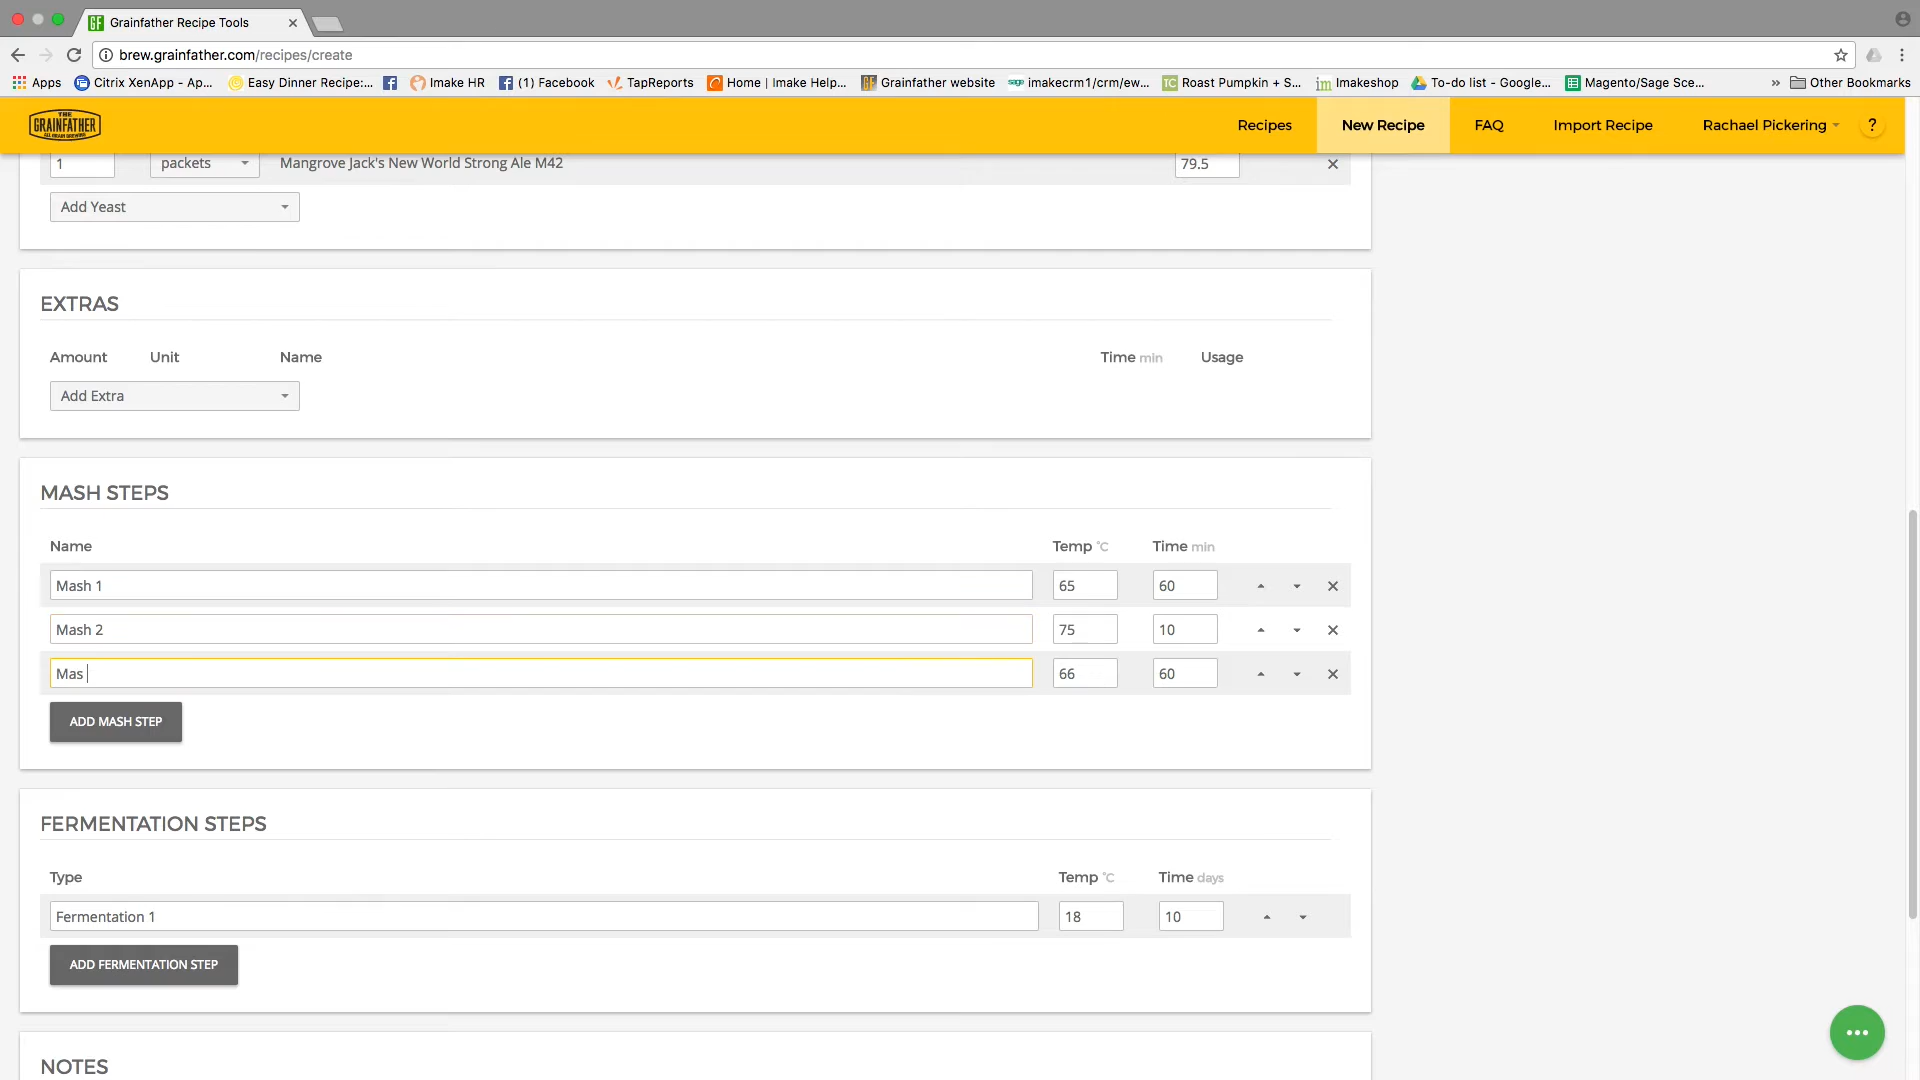 Grainfather Recipe Tools
brew.grainfather.com/recipes/create
Apps Citrix XenApp - Ap... Easy Dinner Recipe:... Imake HR (1) Facebook TapReports Home | Imake Help... Grainfather website imakecrm1/crm/ew... Roast Pumpkin + S... Imakeshop To-do list - Google... Magento/Sage Sce... » Other Bookmarks
THE GRAINFATHER ALL GRAIN BREWING
Recipes New Recipe FAQ Import Recipe Rachael Pickering ?
1 packets Mangrove Jack's New World Strong Ale M42 79.5
Add Yeast
EXTRAS
Amount Unit Name Time min Usage
Add Extra
MASH STEPS
Name Temp °C Time min
Mash 1 65 60
Mash 2 75 10
Mas 66 60
ADD MASH STEP
FERMENTATION STEPS
Type Temp °C Time days
Fermentation 1 18 10
ADD FERMENTATION STEP
NOTES